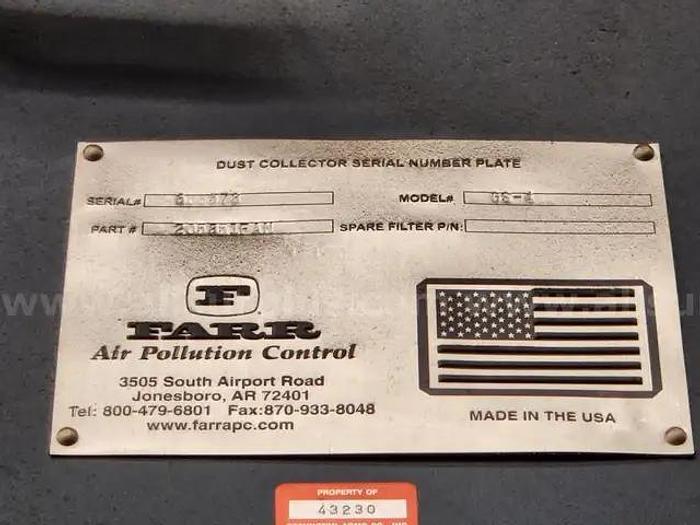 DUST COLLECTOR SERIAL NUMBER PLATE
SERIAL# MODEL#
PART # SPARE FILTER P/N:
F
FARR
Air Pollution Control
3505 South Airport Road
Jonesboro, AR 72401
Tel: 800-479-6801 Fax:870-933-8048
www.farrapc.com
MADE IN THE USA
PROPERTY OF
43230